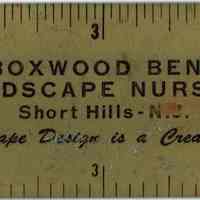 3
BOXWOOD BEN
DSCAPE NURS
Short Hills - N.J.
ape Design is a Crea
3